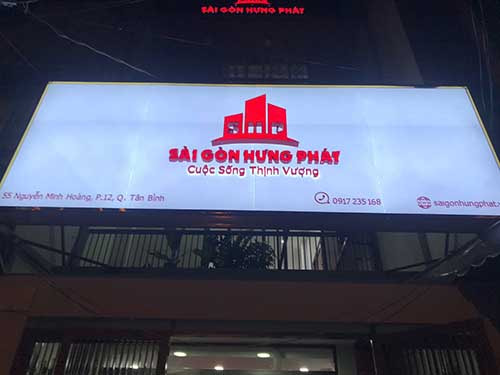 SÀI GÒN HƯNG PHÁT
SÀI GÒN HƯNG PHÁT
Cuộc Sống Thịnh Vượng
55 Nguyễn Minh Hoàng, P.12, Q. Tân Bình
0917 235 168
saigonhungphat.